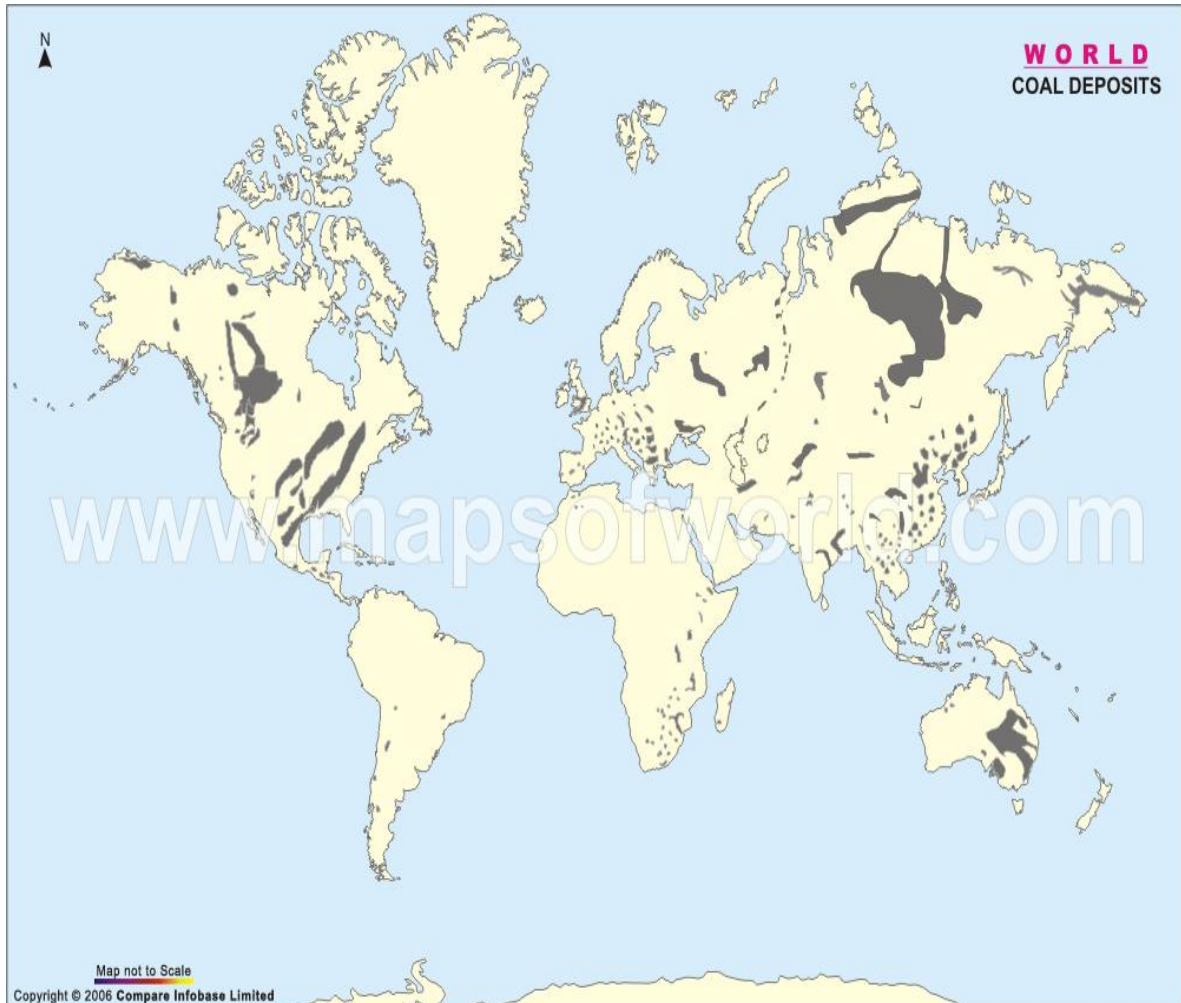 N
WORLD
COAL DEPOSITS
www.mapsofworld.com
Map not to Scale
Copyright © 2006 Compare Infobase Limited